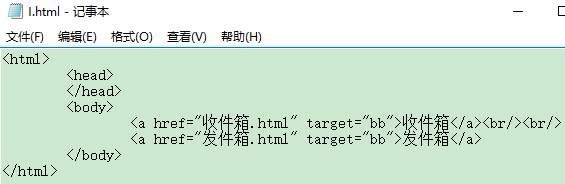 I.html - 记事本
文件(F) 编辑(E) 格式(O) 查看(V) 帮助(H)
<html>
<head>
</head>
<body>
<a href="收件箱.html" target="bb">收件箱</a><br/><br/>
<a href="发件箱.html" target="bb">发件箱</a>
</body>
</html>